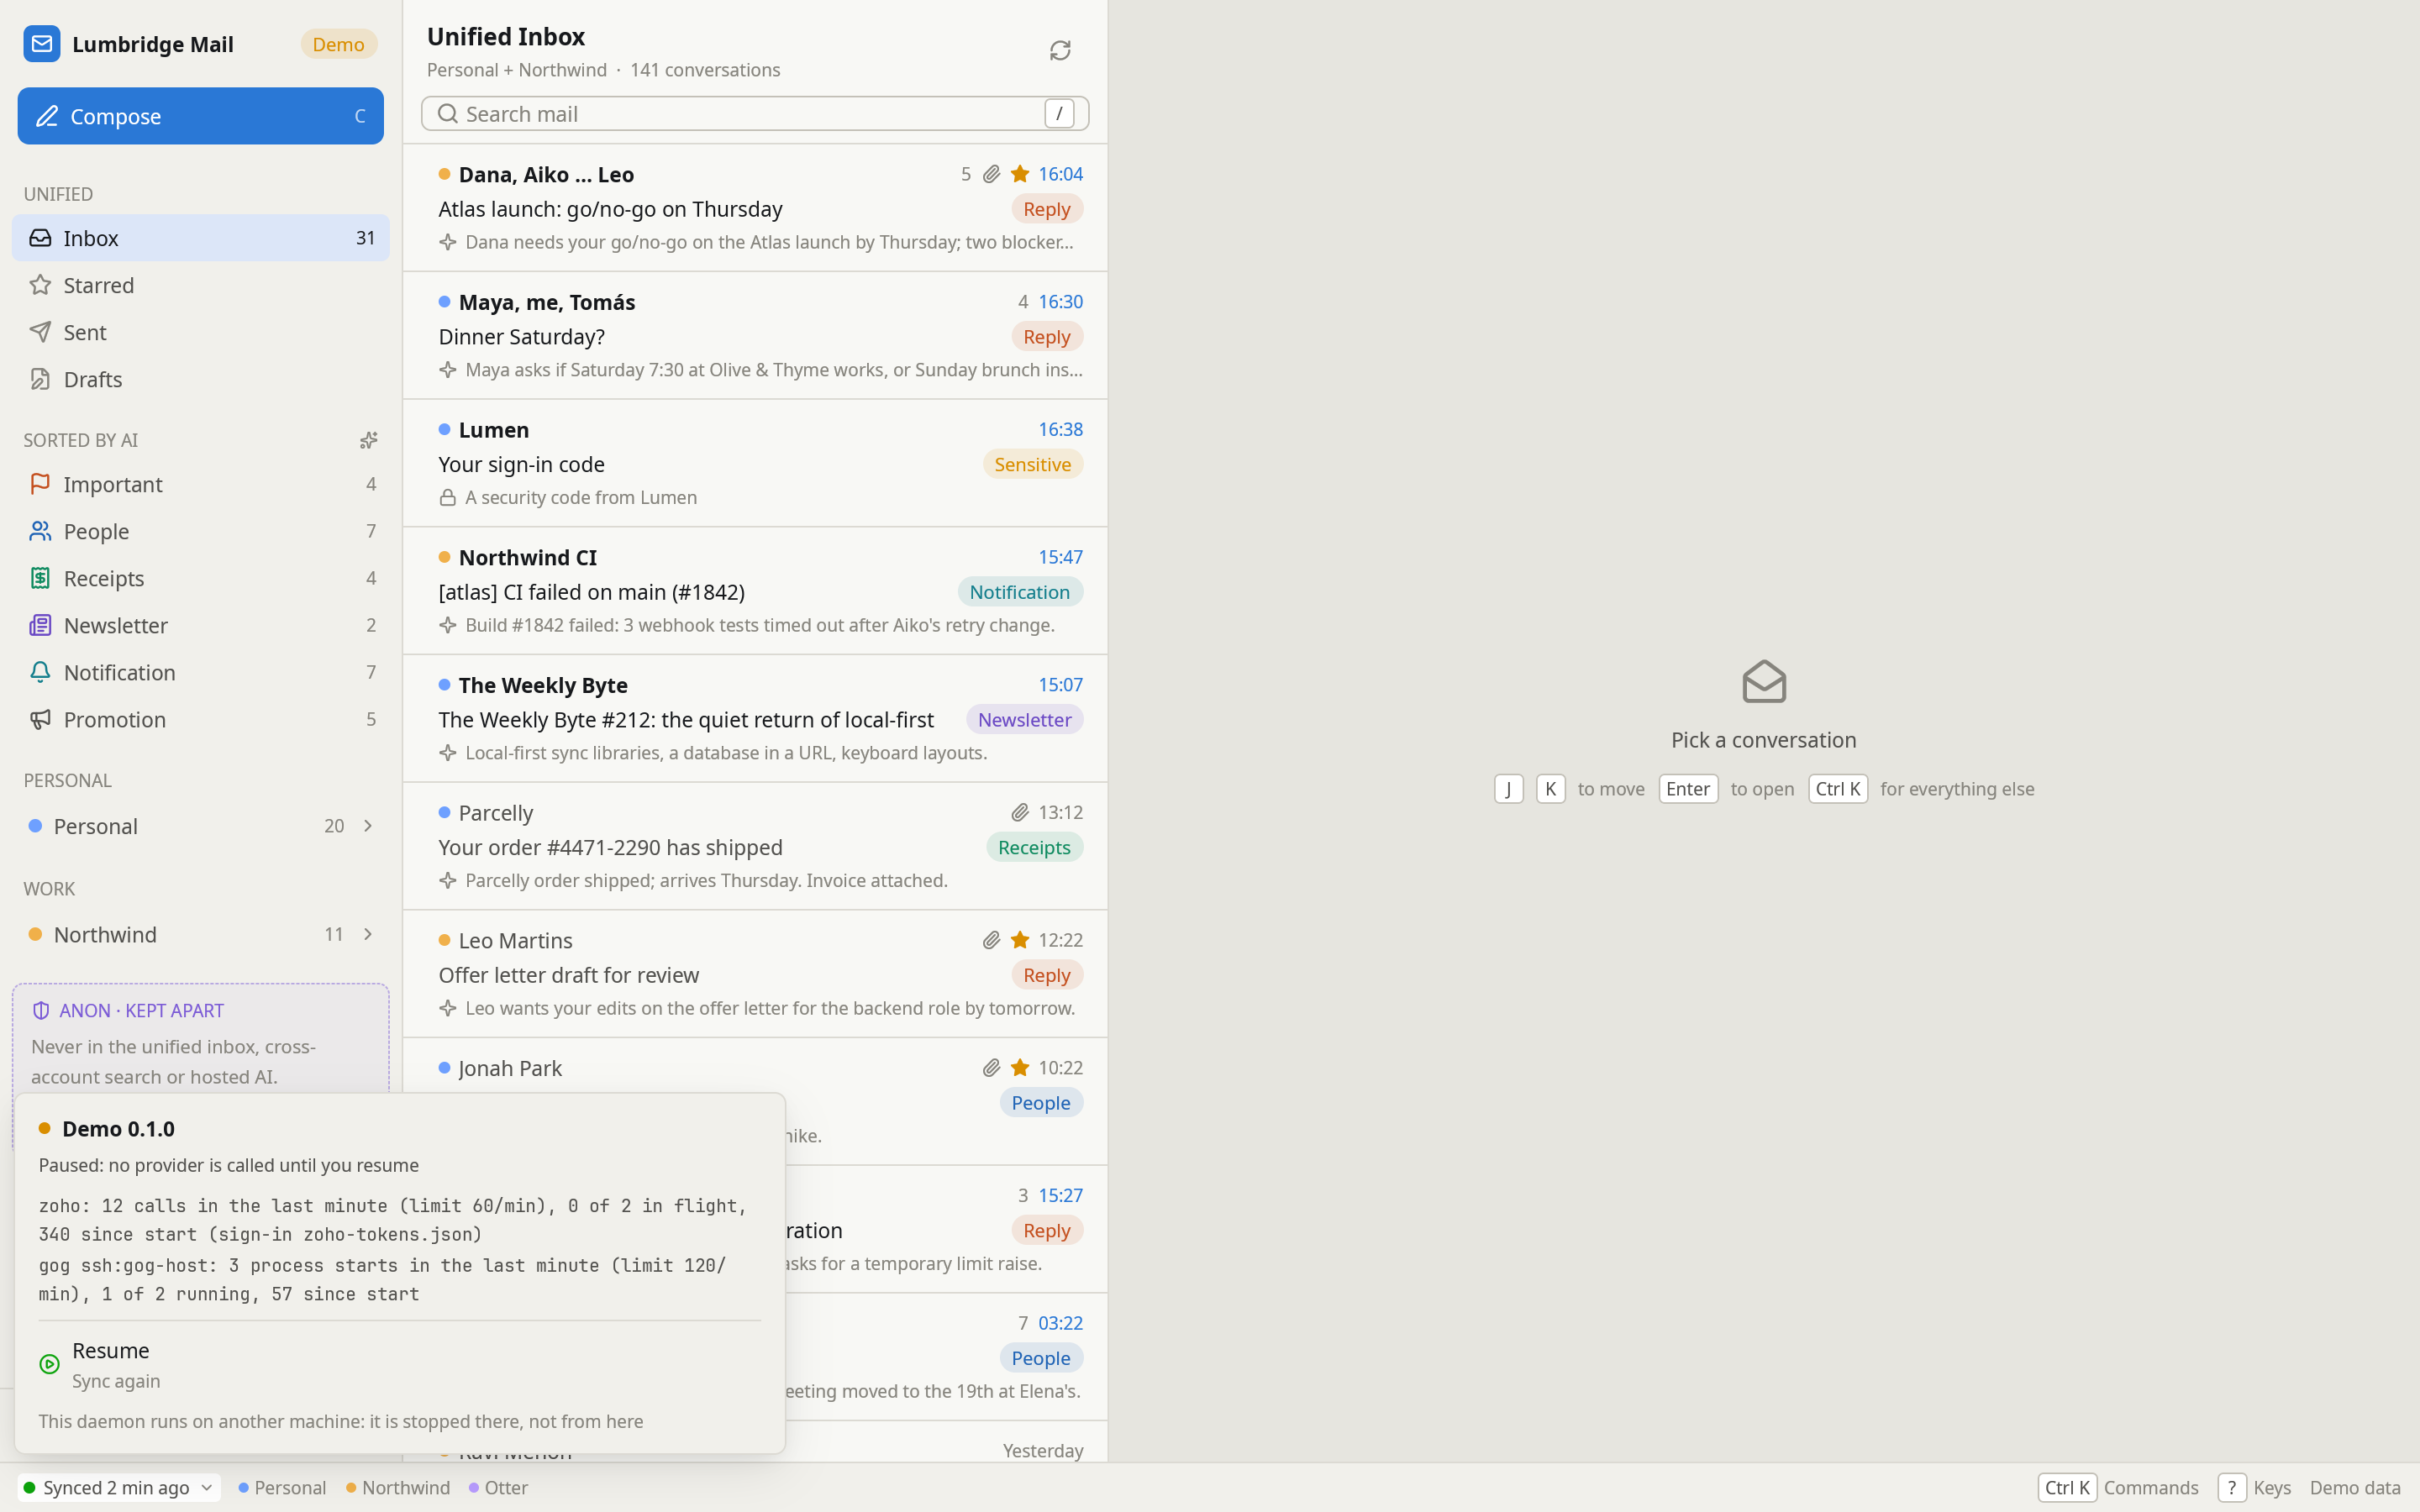 Lumbridge Mail
Demo
Compose
C
UNIFIED
Inbox
31
Starred
Sent
Drafts
SORTED BY AI
Important
4
People
7
Receipts
4
Newsletter
2
Notification
7
Promotion
5
PERSONAL
Personal
20
WORK
Northwind
11
ANON · KEPT APART
Never in the unified inbox, cross-
account search or hosted AI.
Demo 0.1.0
Paused: no provider is called until you resume
zoho: 12 calls in the last minute (limit 60/min), 0 of 2 in flight,
340 since start (sign-in zoho-tokens.json)
gog ssh:gog-host: 3 process starts in the last minute (limit 120/
min), 1 of 2 running, 57 since start
Resume
Sync again
This daemon runs on another machine: it is stopped there, not from here
Unified Inbox
Personal + Northwind · 141 conversations
Search mail
/
Dana, Aiko ... Leo
5
16:04
Atlas launch: go/no-go on Thursday
Reply
Dana needs your go/no-go on the Atlas launch by Thursday; two blocker...
Maya, me, Tomás
4
16:30
Dinner Saturday?
Reply
Maya asks if Saturday 7:30 at Olive & Thyme works, or Sunday brunch ins...
Lumen
16:38
Your sign-in code
Sensitive
A security code from Lumen
Northwind CI
15:47
[atlas] CI failed on main (#1842)
Notification
Build #1842 failed: 3 webhook tests timed out after Aiko's retry change.
The Weekly Byte
15:07
The Weekly Byte #212: the quiet return of local-first
Newsletter
Local-first sync libraries, a database in a URL, keyboard layouts.
Parcelly
13:12
Your order #4471-2290 has shipped
Receipts
Parcelly order shipped; arrives Thursday. Invoice attached.
Leo Martins
12:22
Offer letter draft for review
Reply
Leo wants your edits on the offer letter for the backend role by tomorrow.
Jonah Park
10:22
People
3
15:27
Reply
for a temporary limit raise.
7
03:22
People
moved to the 19th at Elena's.
Yesterday
Pick a conversation
J K to move Enter to open Ctrl K for everything else
Synced 2 min ago
Personal
Northwind
Otter
Ctrl K Commands
? Keys
Demo data